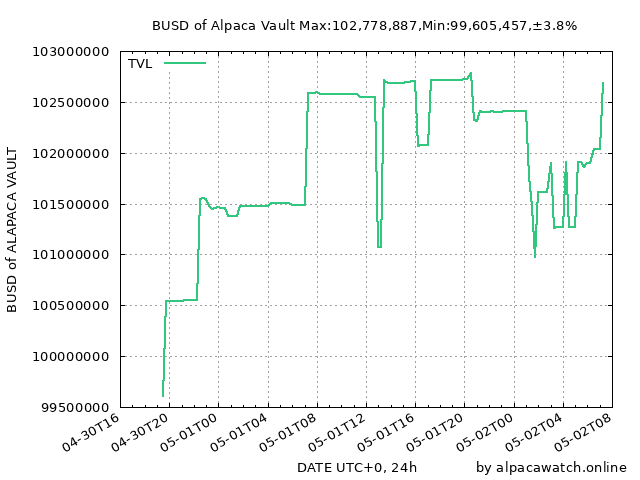 BUSD of Alpaca Vault Max:102,778,887,Min:99,605,457,±3.8%
TVL
103000000
102500000
102000000
101500000
101000000
100500000
100000000
99500000
BUSD of ALAPACA VAULT
04-30T16
04-30T20
05-01T00
05-01T04
05-01T08
05-01T12
05-01T16
05-01T20
05-02T00
05-02T04
05-02T08
DATE UTC+0, 24h
by alpacawatch.online